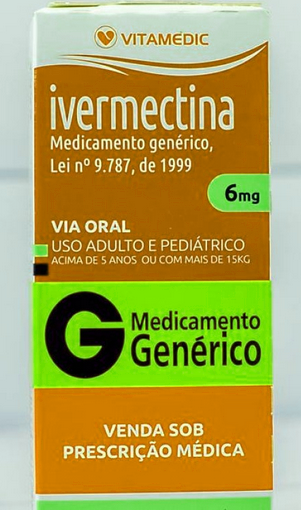 VITAMEDIC
ivermectina
Medicamento genérico,
Lei nº 9.787, de 1999
6mg
VIA ORAL
USO ADULTO E PEDIÁTRICO
ACIMA DE 5 ANOS OU COM MAIS DE 15KG
G Medicamento
Genérico
VENDA SOB
PRESCRIÇÃO MÉDICA